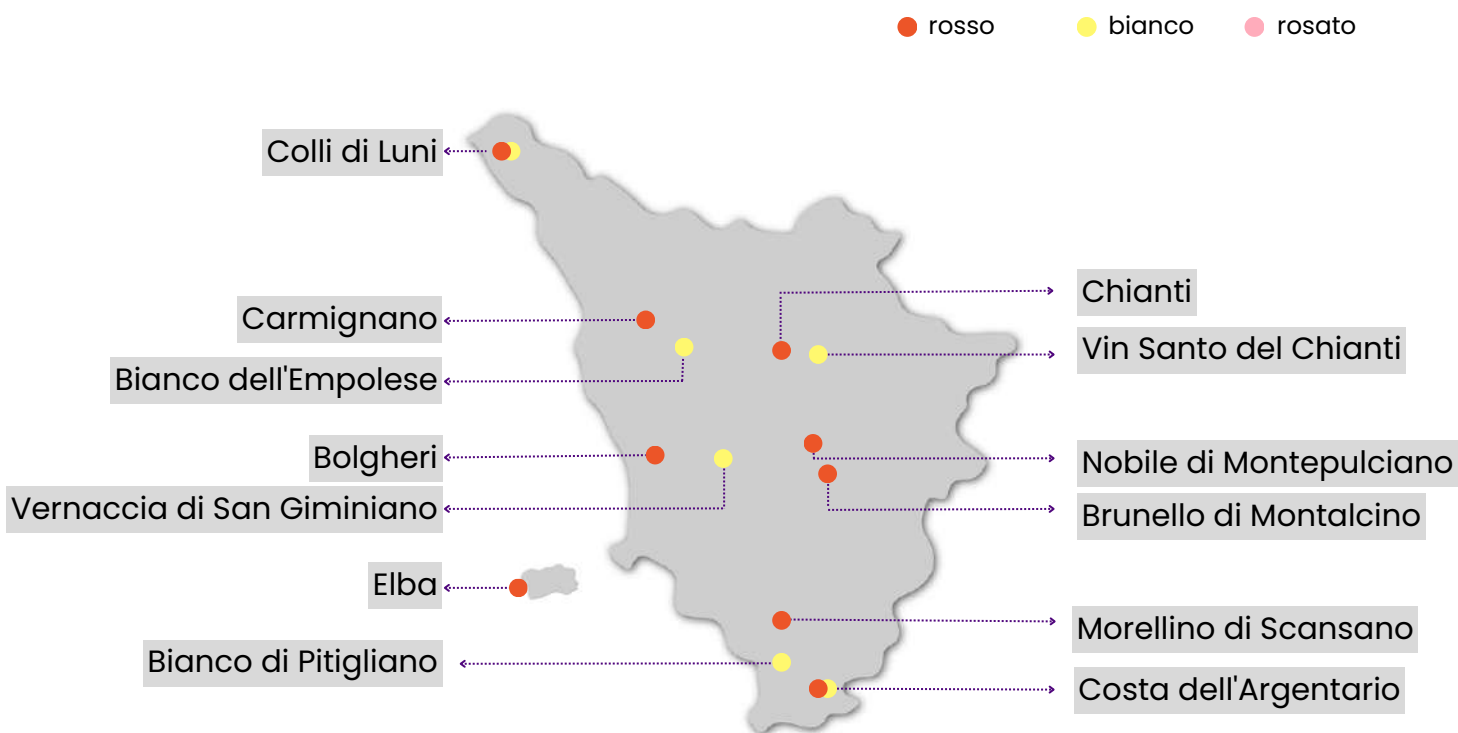 rosso
bianco
rosato
Colli di Luni
Carmignano
Bianco dell'Empolese
Bolgheri
Vernaccia di San Giminiano
Elba
Bianco di Pitigliano
Chianti
Vin Santo del Chianti
Nobile di Montepulciano
Brunello di Montalcino
Morellino di Scansano
Costa dell'Argentario